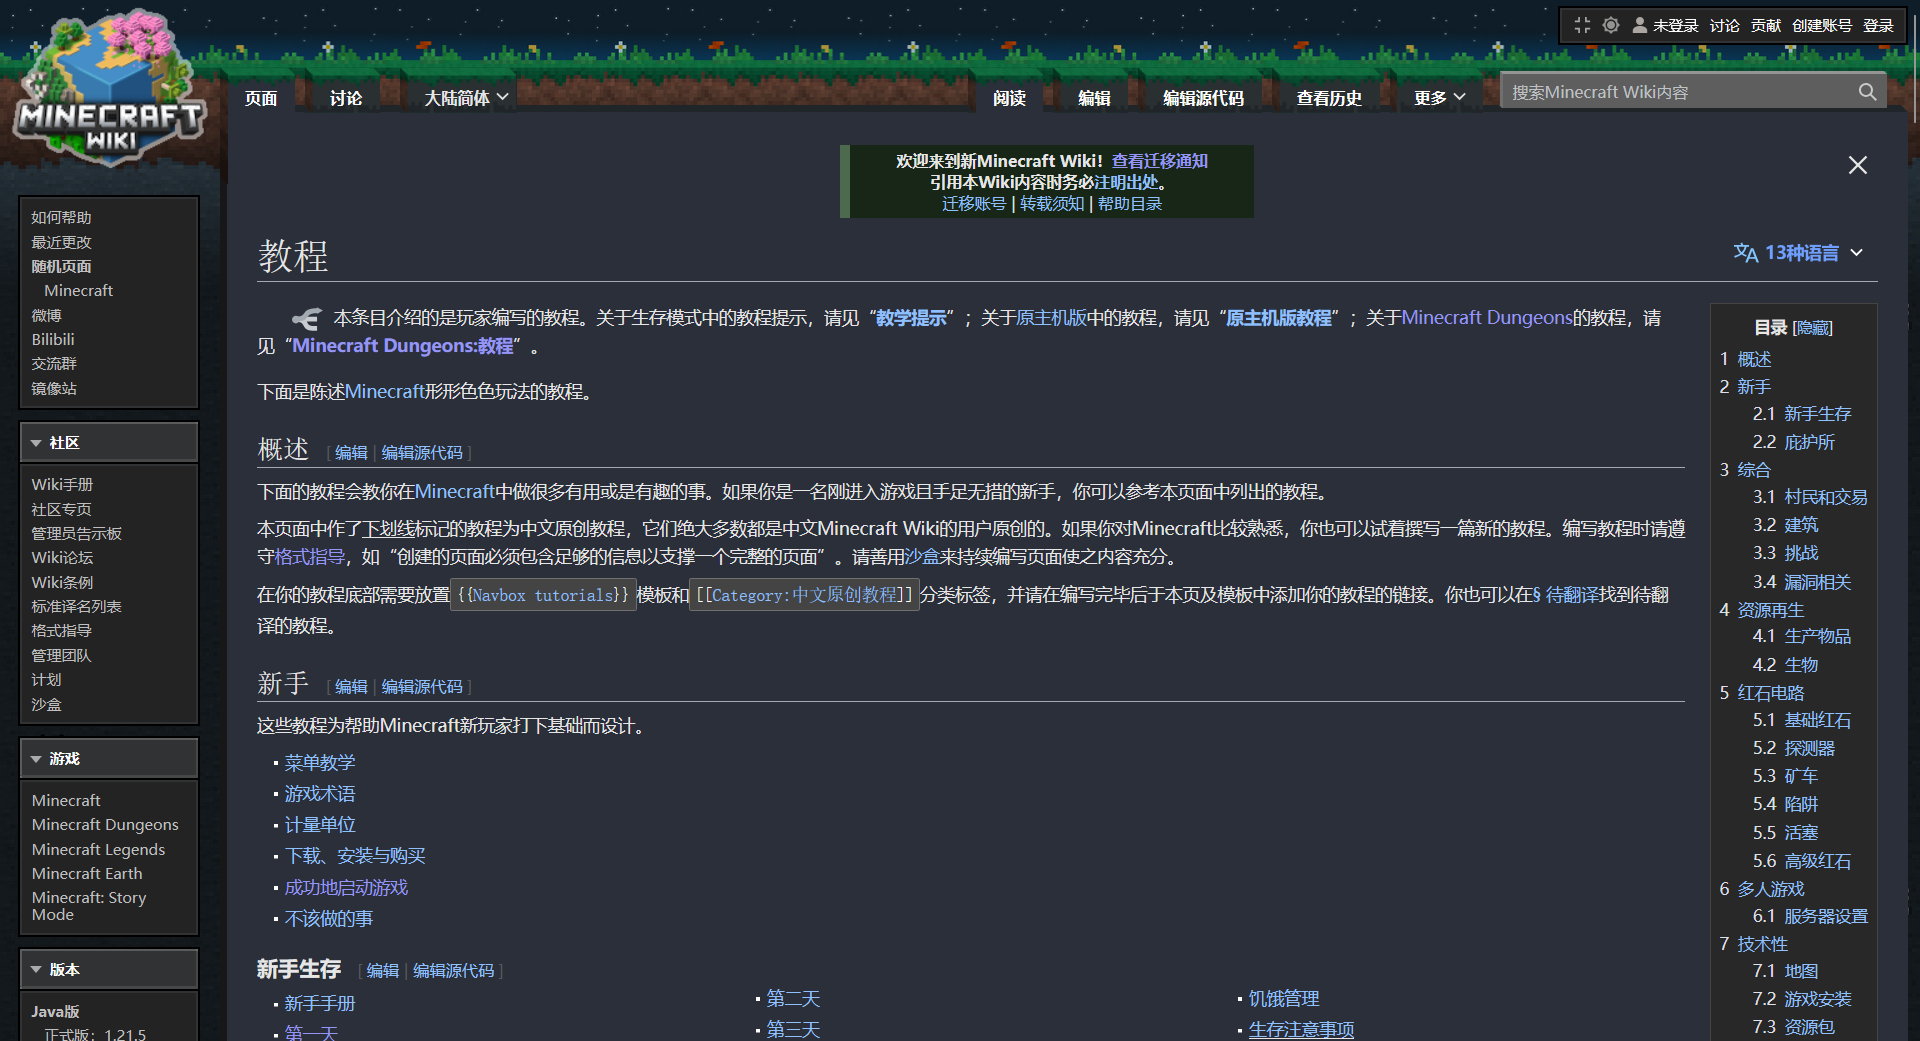 MINECRAFT
WIKI
未登录 讨论 贡献 创建账号 登录
页面 讨论 大陆简体 阅读 编辑 编辑源代码 查看历史 更多 搜索Minecraft Wiki内容
欢迎来到新Minecraft Wiki！查看迁移通知
引用本Wiki内容时务必注明出处。
迁移账号 | 转载须知 | 帮助目录
如何帮助
最近更改
随机页面
Minecraft
微博
Bilibili
交流群
镜像站
社区
Wiki手册
社区专页
管理员告示板
Wiki论坛
Wiki条例
标准译名列表
格式指导
管理团队
计划
沙盒
游戏
Minecraft
Minecraft Dungeons
Minecraft Legends
Minecraft Earth
Minecraft: Story
Mode
版本
Java版
正式版：1.21.5
教程
13种语言
本条目介绍的是玩家编写的教程。关于生存模式中的教程提示，请见“教学提示”；关于原主机版中的教程，请见“原主机版教程”；关于Minecraft Dungeons的教程，请
见“Minecraft Dungeons:教程”。
下面是陈述Minecraft形形色色玩法的教程。
概述 [编辑 | 编辑源代码]
下面的教程会教你在Minecraft中做很多有用或是有趣的事。如果你是一名刚进入游戏且手足无措的新手，你可以参考本页面中列出的教程。
本页面中作了下划线标记的教程为中文原创教程，它们绝大多数都是中文Minecraft Wiki的用户原创的。如果你对Minecraft比较熟悉，你也可以试着撰写一篇新的教程。编写教程时请遵
守格式指导，如“创建的页面必须包含足够的信息以支撑一个完整的页面”。请善用沙盒来持续编写页面使之内容充分。
在你的教程底部需要放置{{Navbox tutorials}}模板和[[Category:中文原创教程]]分类标签，并请在编写完毕后于本页及模板中添加你的教程的链接。你也可以在§ 待翻译找到待翻
译的教程。
新手 [编辑 | 编辑源代码]
这些教程为帮助Minecraft新玩家打下基础而设计。
菜单教学
游戏术语
计量单位
下载、安装与购买
成功地启动游戏
不该做的事
新手生存 [编辑 | 编辑源代码]
新手手册
第一天
第二天
第三天
饥饿管理
生存注意事项
目录 [隐藏]
1 概述
2 新手
2.1 新手生存
2.2 庇护所
3 综合
3.1 村民和交易
3.2 建筑
3.3 挑战
3.4 漏洞相关
4 资源再生
4.1 生产物品
4.2 生物
5 红石电路
5.1 基础红石
5.2 探测器
5.3 矿车
5.4 陷阱
5.5 活塞
5.6 高级红石
6 多人游戏
6.1 服务器设置
7 技术性
7.1 地图
7.2 游戏安装
7.3 资源包